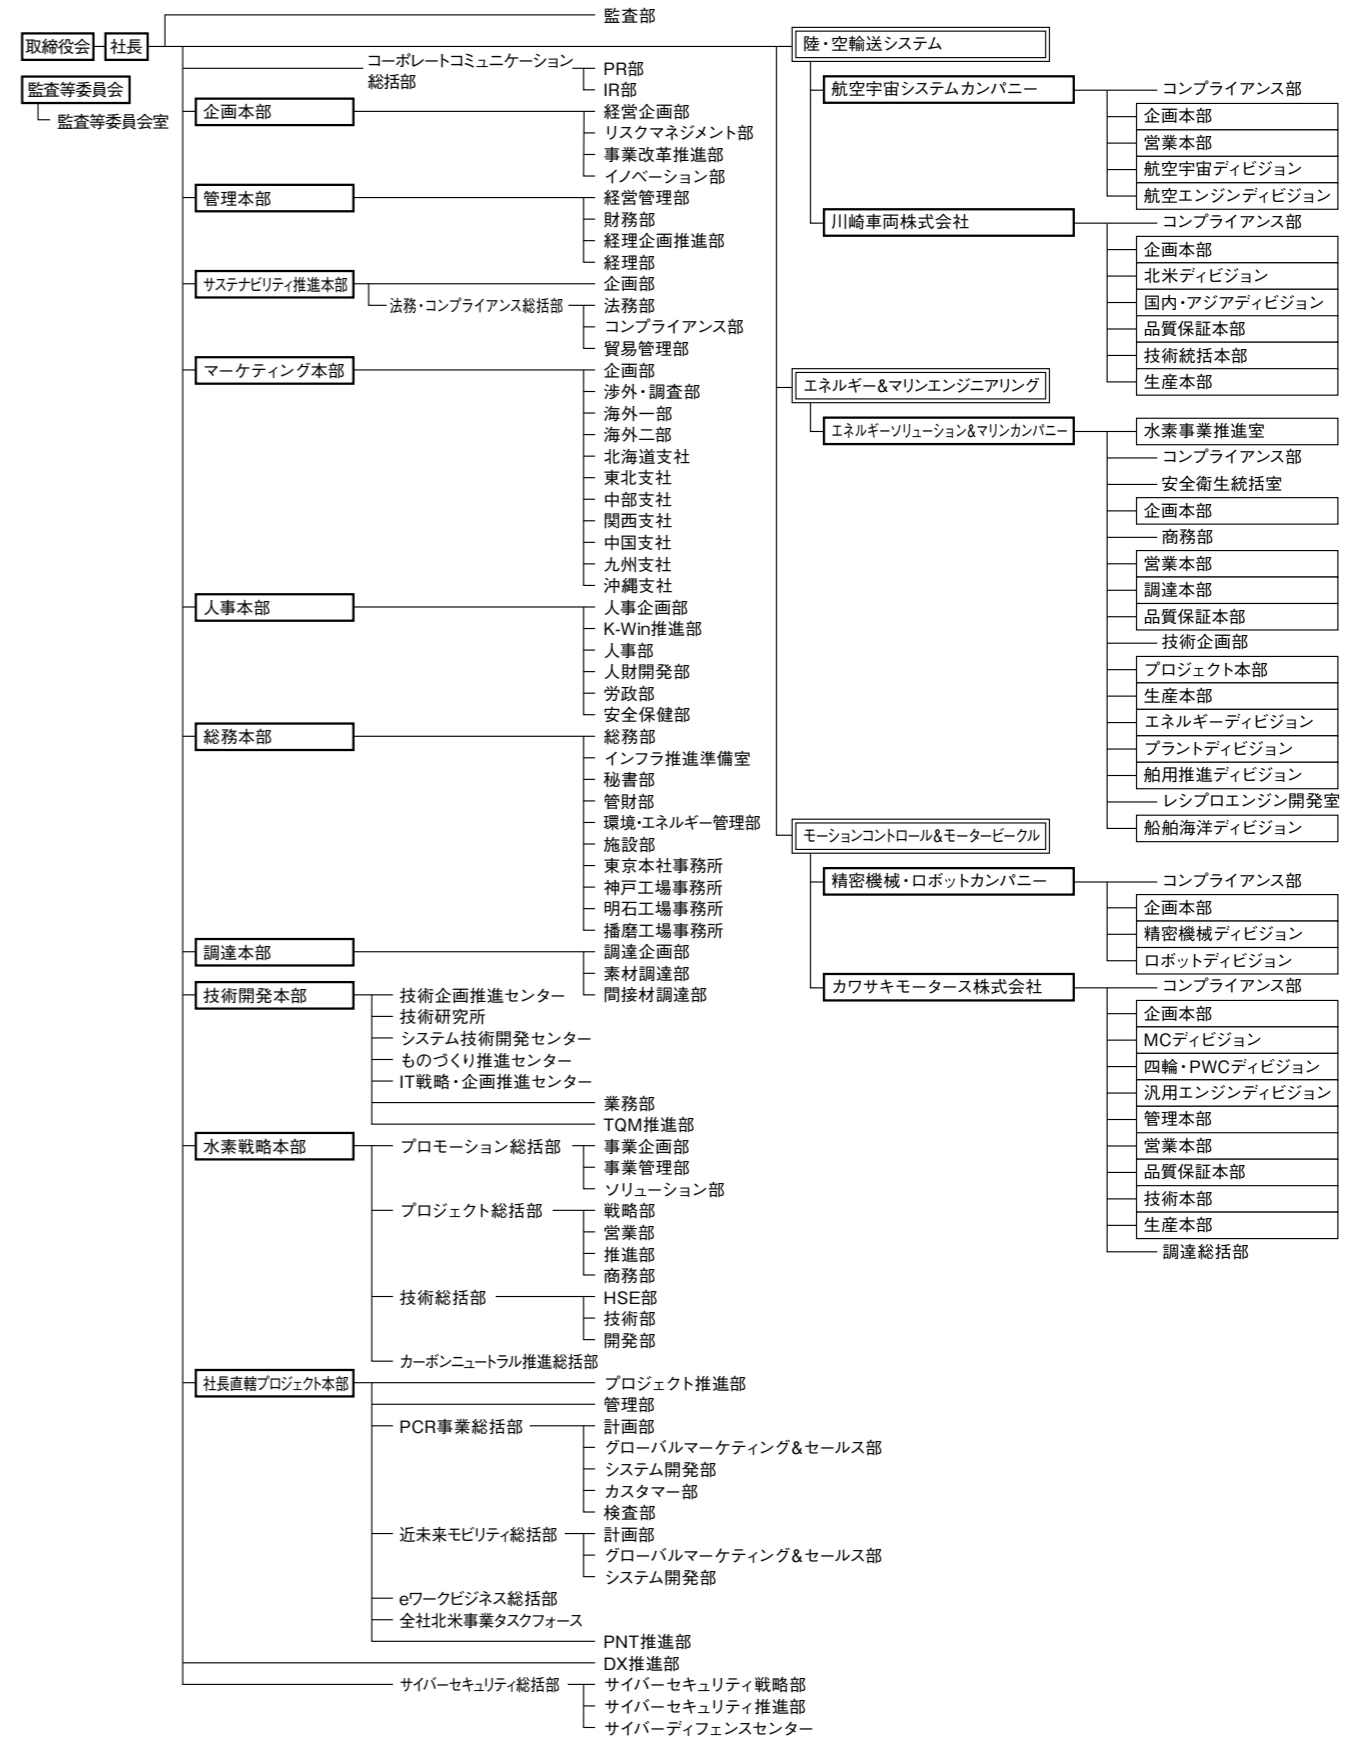 監査部
取締役会
社長
監査等委員会
監査等委員会室
コーポレートコミュニケーション
総括部
PR部
IR部
企画本部
経営企画部
リスクマネジメント部
事業改革推進部
イノベーション部
管理本部
経営管理部
財務部
経理企画推進部
経理部
サステナビリティ推進本部
企画部
法務・コンプライアンス総括部
法務部
コンプライアンス部
貿易管理部
マーケティング本部
企画部
渉外・調査部
海外一部
海外二部
北海道支社
東北支社
中部支社
関西支社
中国支社
九州支社
沖縄支社
人事本部
人事企画部
K-Win推進部
人事部
人財開発部
労政部
安全保健部
総務本部
総務部
インフラ推進準備室
秘書部
管財部
環境・エネルギー管理部
施設部
東京本社事務所
神戸工場事務所
明石工場事務所
播磨工場事務所
調達本部
調達企画部
素材調達部
間接材調達部
技術開発本部
技術企画推進センター
技術研究所
システム技術開発センター
ものづくり推進センター
IT戦略・企画推進センター
業務部
TQM推進部
水素戦略本部
プロモーション総括部
事業企画部
事業管理部
ソリューション部
プロジェクト総括部
戦略部
営業部
推進部
商務部
技術総括部
HSE部
技術部
開発部
カーボンニュートラル推進総括部
社長直轄プロジェクト本部
プロジェクト推進部
管理部
PCR事業総括部
計画部
グローバルマーケティング&セールス部
システム開発部
カスタマー部
検査部
近未来モビリティ総括部
計画部
グローバルマーケティング&セールス部
システム開発部
eワークビジネス総括部
全社北米事業タスクフォース
PNT推進部
DX推進部
サイバーセキュリティ総括部
サイバーセキュリティ戦略部
サイバーセキュリティ推進部
サイバーディフェンスセンター
陸・空輸送システム
航空宇宙システムカンパニー
コンプライアンス部
企画本部
営業本部
航空宇宙ディビジョン
航空エンジンディビジョン
川崎車両株式会社
コンプライアンス部
企画本部
北米ディビジョン
国内・アジアディビジョン
品質保証本部
技術統括本部
生産本部
エネルギー&マリンエンジニアリング
エネルギーソリューション&マリンカンパニー
水素事業推進室
コンプライアンス部
安全衛生統括室
企画本部
商務部
営業本部
調達本部
品質保証本部
技術企画部
プロジェクト本部
生産本部
エネルギーディビジョン
プラントディビジョン
舶用推進ディビジョン
レシプロエンジン開発室
船舶海洋ディビジョン
モーションコントロール&モータービークル
精密機械・ロボットカンパニー
コンプライアンス部
企画本部
精密機械ディビジョン
ロボットディビジョン
カワサキモータース株式会社
コンプライアンス部
企画本部
MCディビジョン
四輪・PWCディビジョン
汎用エンジンディビジョン
管理本部
営業本部
品質保証本部
技術本部
生産本部
調達総括部